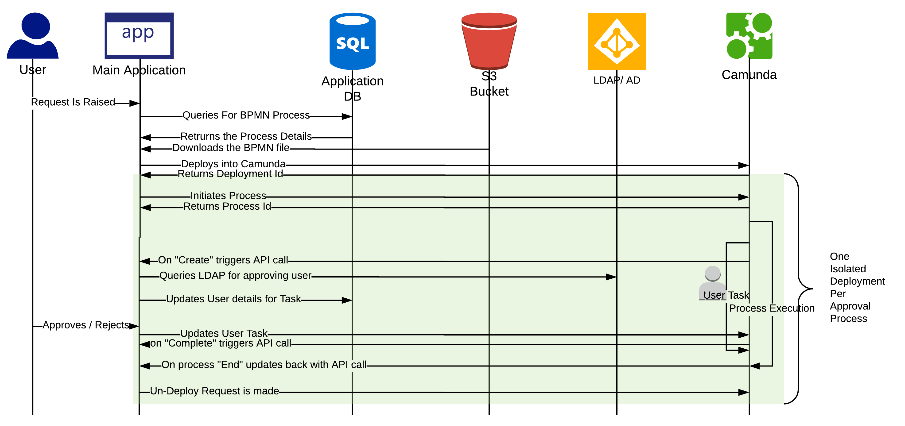 app
SQL
User
Main Application
Application
DB
S3
Bucket
LDAP/ AD
Camunda
Request Is Raised
Queries For BPMN Process
Retruns the Process Details
Downloads the BPMN file
Deploys into Camunda
Returns Deployment Id
Initiates Process
Returns Process Id
On "Create" triggers API call
Queries LDAP for approving user
Updates User details for Task
User Task
Process Execution
One
Isolated
Deployment
Per
Approval
Process
Approves / Rejects
Updates User Task
on "Complete" triggers API call
On process "End" updates back with API call
Un-Deploy Request is made